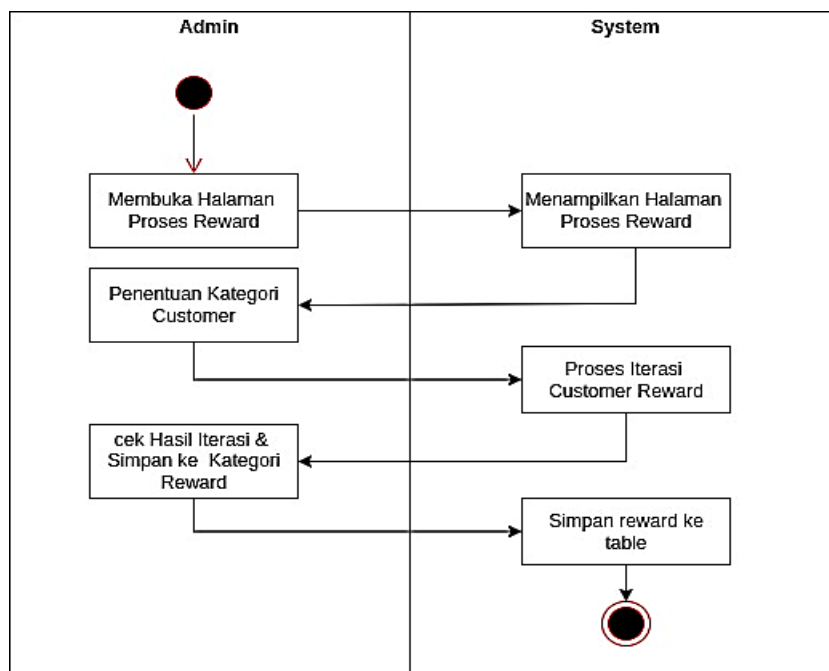 Admin
System
Membuka Halaman
Proses Reward
Menampilkan Halaman
Proses Reward
Penentuan Kategori
Customer
Proses Iterasi
Customer Reward
cek Hasil Iterasi &
Simpan ke Kategori
Reward
Simpan reward ke
table